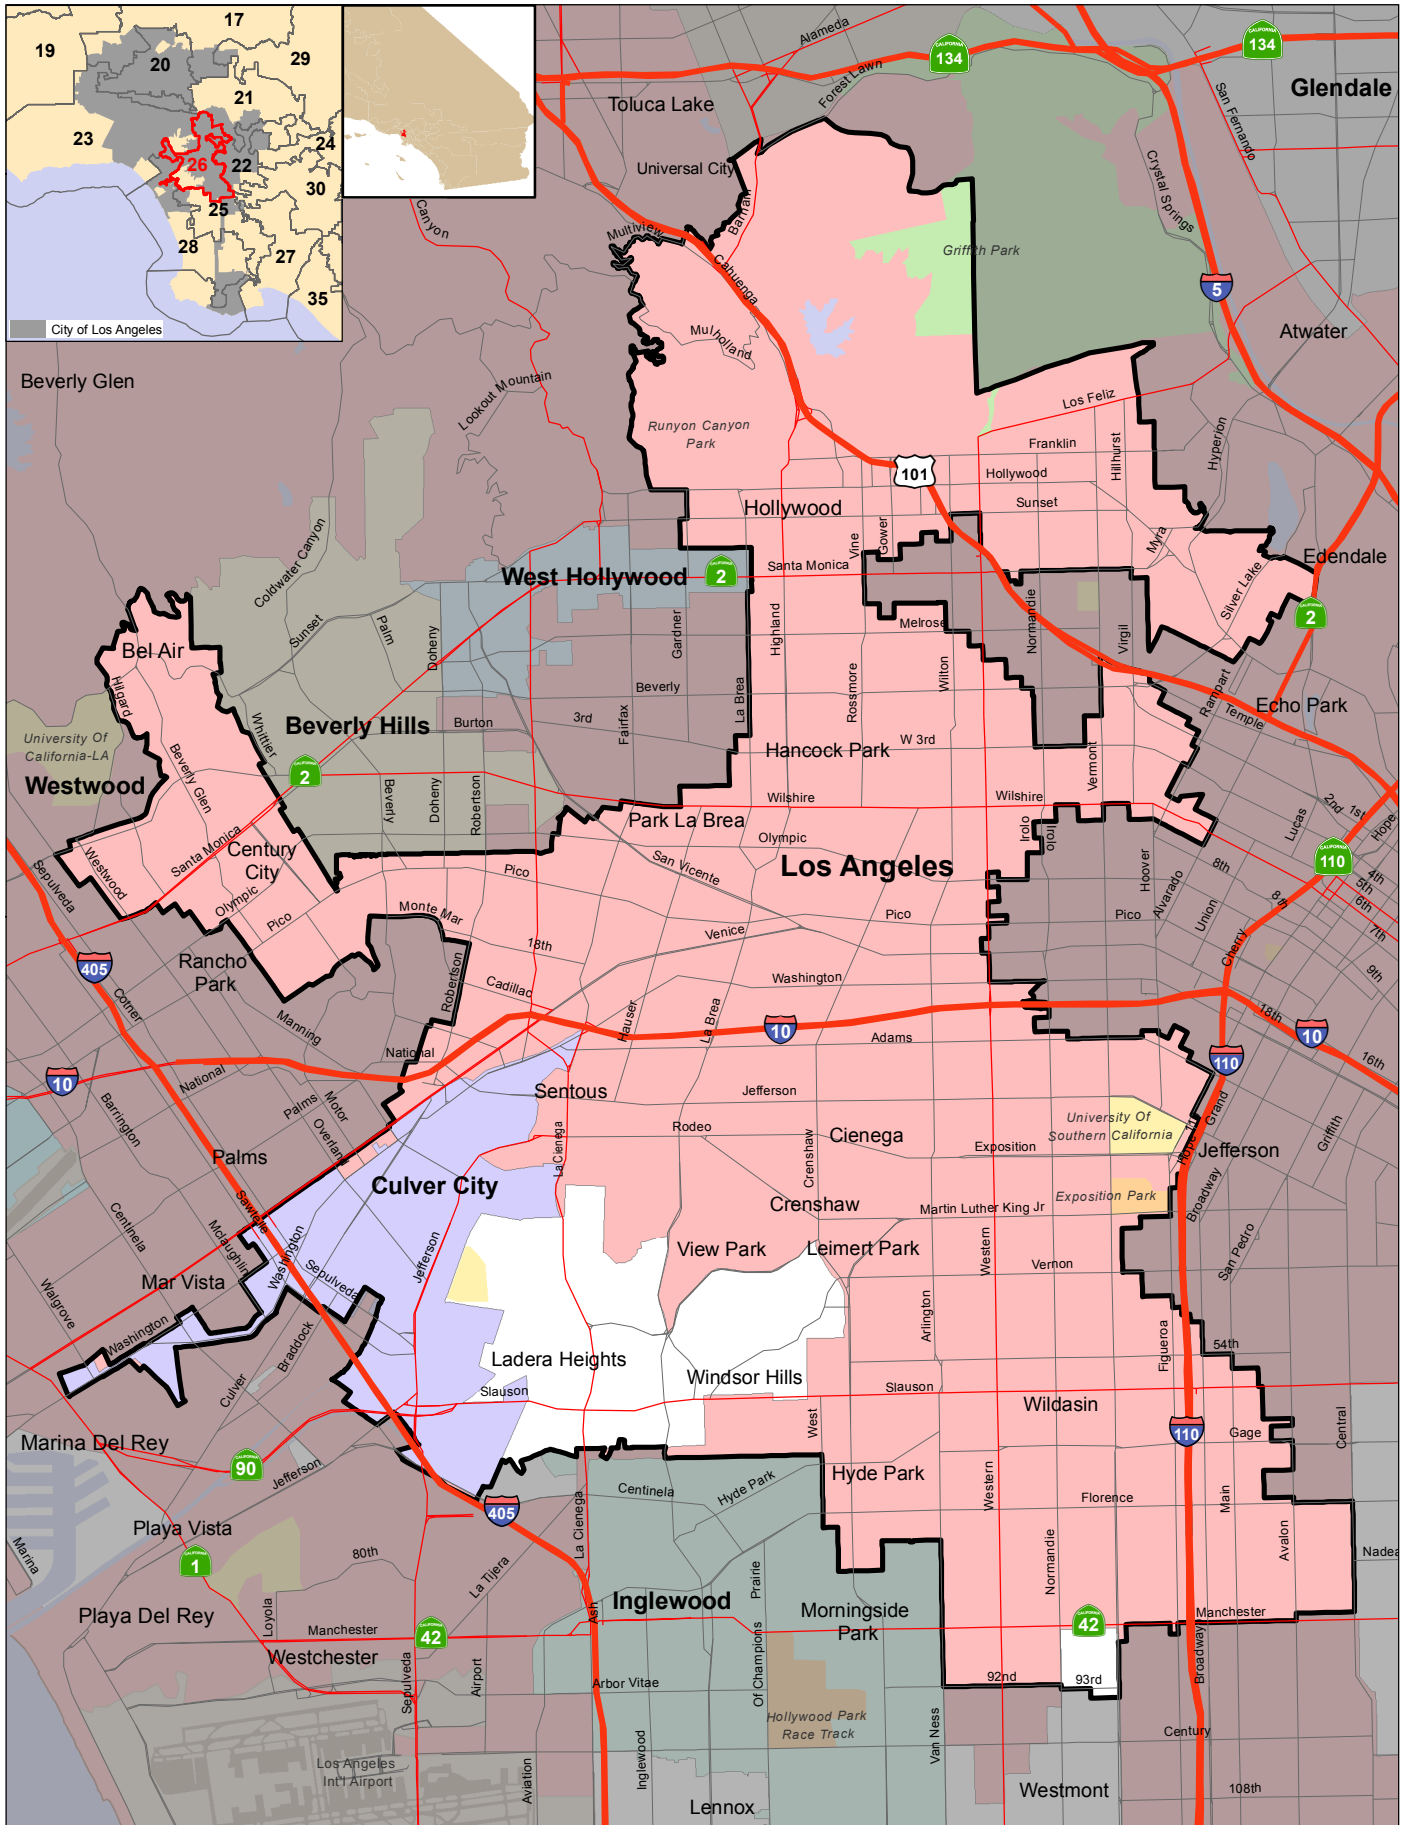 17
19
29
20
21
23
24
26
22
30
25
28
27
35
City of Los Angeles
Alameda
134
134
Forest Lawn
Glendale
Toluca Lake
San Fernando
Universal City
Crystal Springs
Canyon
Barham
Multiview
Griffith Park
Cahuenga
5
Mulholland
Atwater
Beverly Glen
Lookout Mountain
Los Feliz
Runyon Canyon
Park
Franklin
Hillhurst
Hyperion
101
Hollywood
Hollywood
Sunset
Vine
Gower
Myra
Coldwater Canyon
Edendale
West Hollywood
2
Santa Monica
Silver Lake
2
Sunset
Palm
Doheny
Gardner
Highland
Melrose
Normandie
Virgil
Bel Air
Hilgard
Beverly
La Brea
Rossmore
Wilton
Rampart
Whittier
Beverly Hills
Burton
3rd
Fairfax
Echo Park
Temple
University Of
California-LA
Hancock Park
W 3rd
Vermont
Westwood
Beverly Glen
2
Beverly
Doheny
Robertson
Wilshire
Wilshire
2nd
1st
Hope
Park La Brea
Olympic
Irolo
Irolo
Lucas
Santa Monica
Century
City
San Vicente
Los Angeles
Hoover
8th
110
4th
5th
6th
7th
Westwood
Sepulveda
Olympic
Pico
Pico
Monte Mar
Pico
Pico
Alvarado
Union
8th
18th
Venice
Cherry
9th
405
Rancho
Park
Robertson
Cadillac
Washington
Cotner
Manning
Hauser
La Brea
10
18th
10
National
Adams
16th
10
National
Sentous
Jefferson
110
Barrington
Palms
Motor
Overland
Grand
University Of
Southern California
Griffith
Palms
La Cienega
Rodeo
Crenshaw
Cienega
Exposition
Hope
Jefferson
Culver City
Exposition Park
Broadway
Sawtelle
Crenshaw
Martin Luther King Jr
Centinela
Mclaughlin
Washington
Jefferson
View Park
Leimert Park
Western
Vernon
San Pedro
Mar Vista
Sepulveda
Walgrove
Washington
Braddock
Arlington
Figueroa
54th
Ladera Heights
Windsor Hills
Culver
Slauson
Slauson
West
Wildasin
Marina Del Rey
110
Gage
Central
90
Jefferson
Hyde Park
Centinela
Hyde Park
Western
Florence
Main
405
La Cienega
Playa Vista
Marina
1
80th
La Tijera
Normandie
Avalon
Prairie
Inglewood
Ash
Playa Del Rey
Loyola
Manchester
42
Morningside
Park
42
Manchester
Westchester
Sepulveda
Airport
Arbor Vitae
Of Champions
92nd
93rd
Broadway
Hollywood Park
Race Track
Van Ness
Century
Los Angeles
Int'l Airport
Aviation
Inglewood
Westmont
108th
Lennox